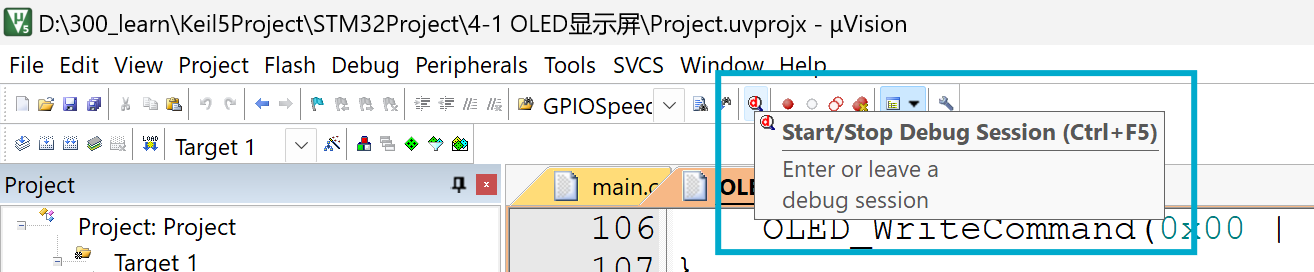 D:\300_learn\Keil5Project\STM32Project\4-1 OLED显示屏\Project.uvprojx - µVision
File Edit View Project Flash Debug Peripherals Tools SVCS Window Help
GPIOSpeed
LOAD
Target 1
Start/Stop Debug Session (Ctrl+F5)
Enter or leave a
debug session
Project
main.c
OLE
Project: Project
Target 1
106 OLED_WriteCommand(0x00 |
107 }